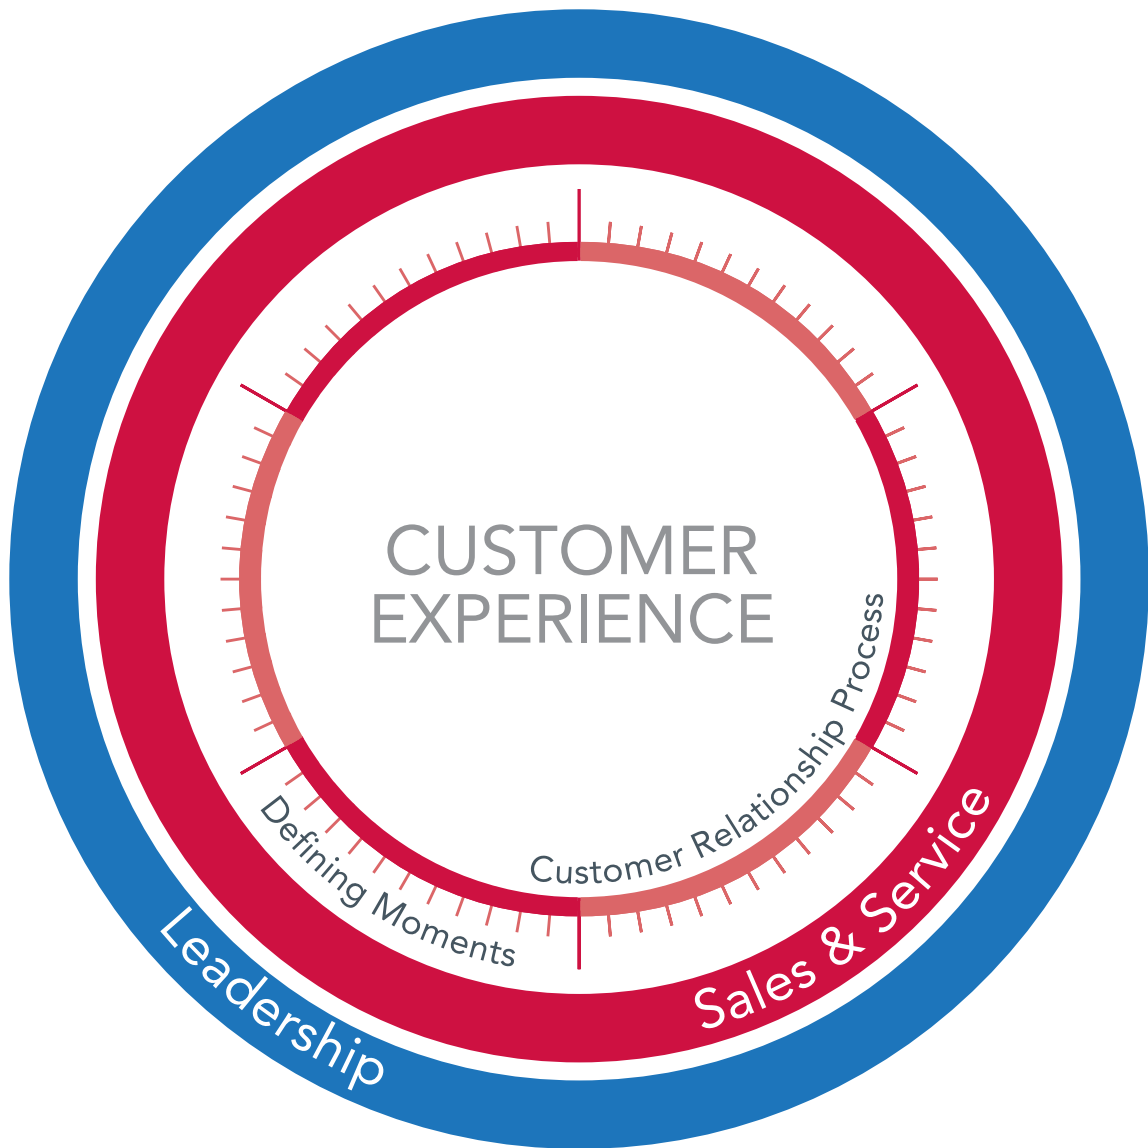 CUSTOMER
EXPERIENCE
Customer Relationship Process
Defining Moments
Sales & Service
Leadership